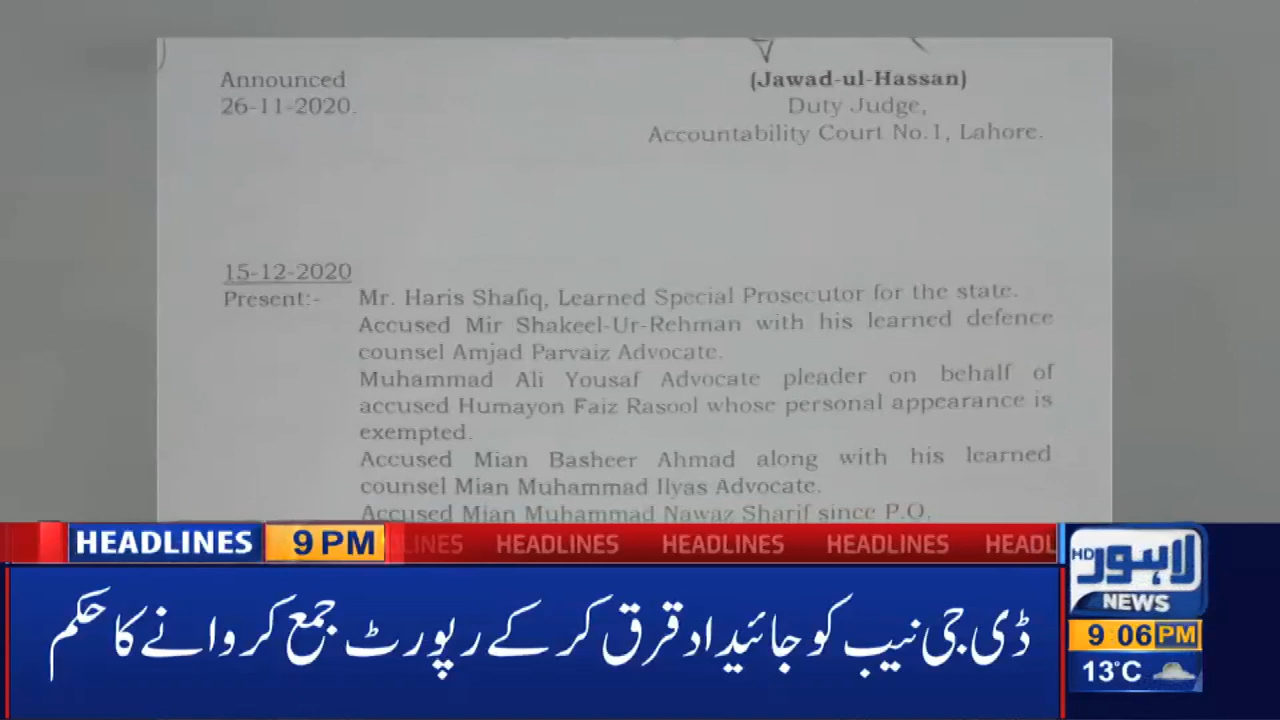 Announced
26-11-2020.
(Jawad-ul-Hassan)
Duty Judge,
Accountability Court No.1, Lahore.
15-12-2020
Present:- Mr. Haris Shafiq, Learned Special Prosecutor for the state.
Accused Mir Shakeel-Ur-Rehman with his learned defence
counsel Amjad Parvaiz Advocate.
Muhammad Ali Yousaf Advocate pleader on behalf of
accused Humayon Faiz Rasool whose personal appearance is
exempted.
Accused Mian Basheer Ahmad along with his learned
counsel Mian Muhammad Ilyas Advocate.
Accused Mian Muhammad Nawaz Sharif since P.O.
HEADLINES 9 PM LINES HEADLINES HEADLINES HEADLINES HEADL
ڈی جی نیب کو جائیداد قرق کر کے رپورٹ جمع کروانے کا حکم
لاہور HD
NEWS
9 06 PM
13°C